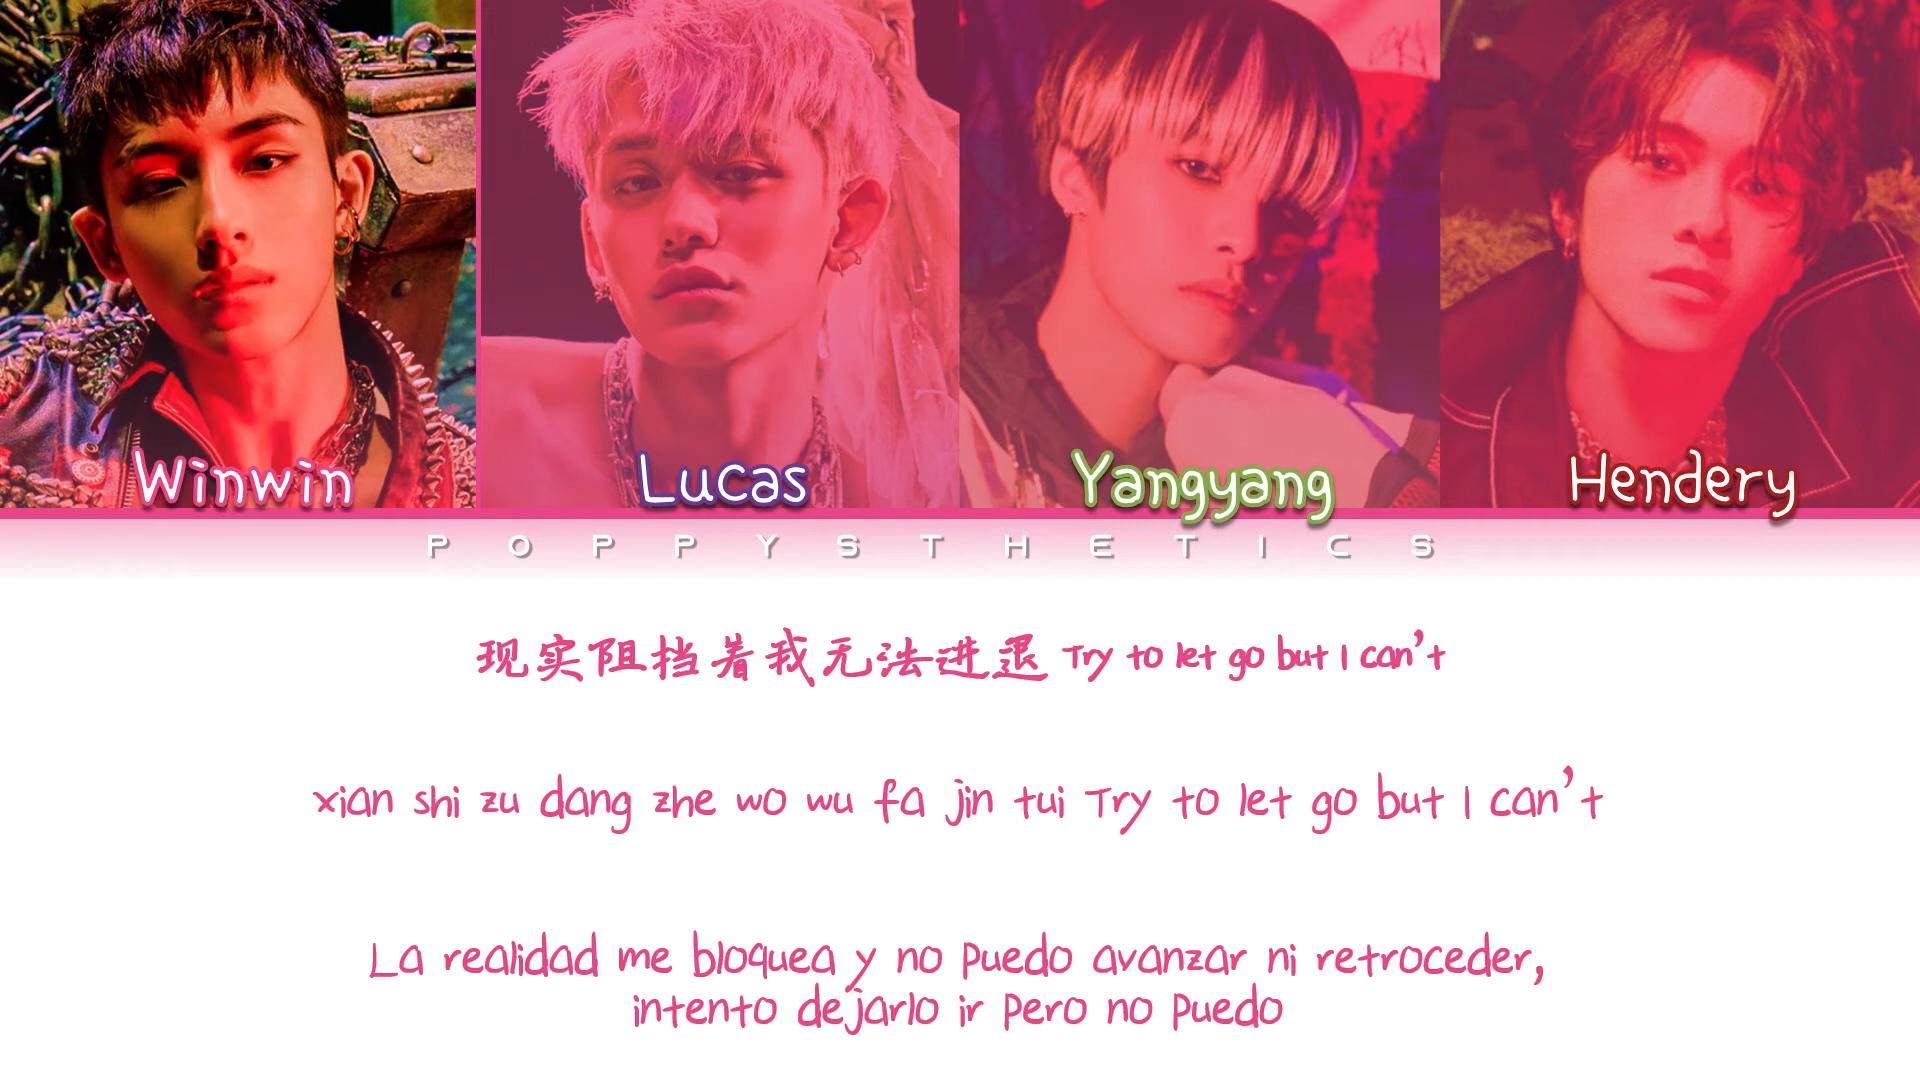 Winwin Lucas Yangyang Hendery
POPPYSTHETICS
现实阻挡着我无法进退 Try to let go but I can't
xian shi zu dang zhe wo wu fa jin tui Try to let go but I can't
La realidad me bloquea y no puedo avanzar ni retroceder,
intento dejarlo ir pero no puedo